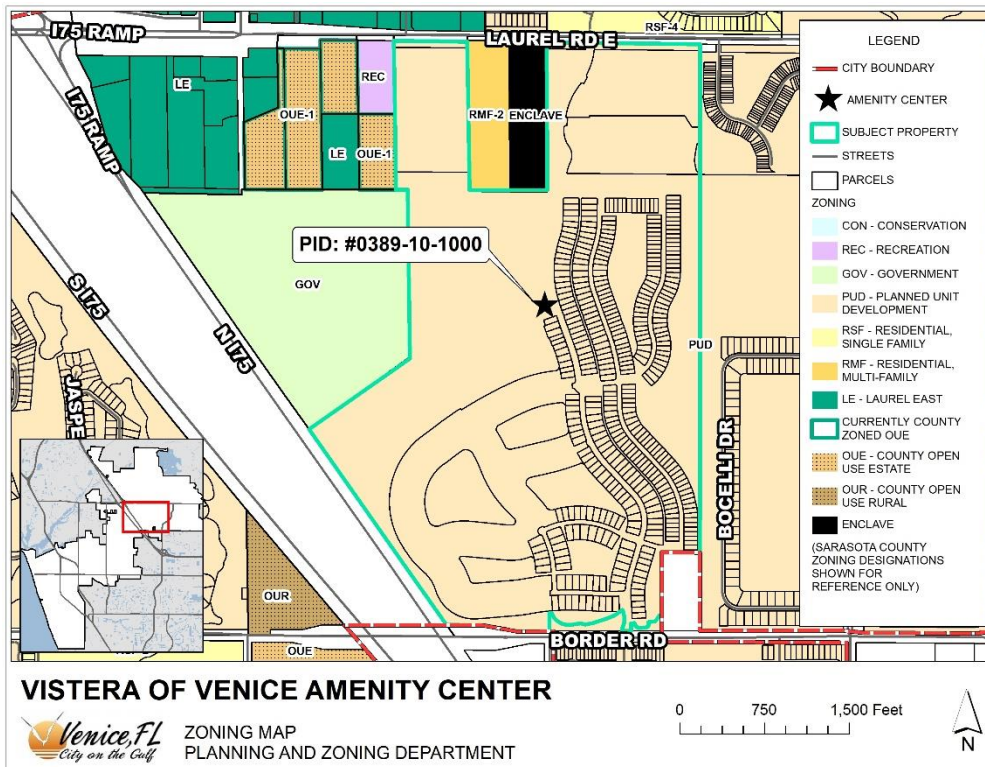 I75 RAMP
LAUREL RD E
RSF-4
LE
REC
OUE-1
RMF-2
ENCLAVE
I75 RAMP
LE
OUE-1
PID: #0389-10-1000
GOV
S I75
N I75
PUD
JASPE
BOCELLI DR
OUR
OUE
BORDER RD
LEGEND
CITY BOUNDARY
AMENITY CENTER
SUBJECT PROPERTY
STREETS
PARCELS
ZONING
CON - CONSERVATION
REC - RECREATION
GOV - GOVERNMENT
PUD - PLANNED UNIT
DEVELOPMENT
RSF - RESIDENTIAL,
SINGLE FAMILY
RMF - RESIDENTIAL,
MULTI-FAMILY
LE - LAUREL EAST
CURRENTLY COUNTY
ZONED OUE
OUE - COUNTY OPEN
USE ESTATE
OUR - COUNTY OPEN
USE RURAL
ENCLAVE
(SARASOTA COUNTY
ZONING DESIGNATIONS
SHOWN FOR
REFERENCE ONLY)
VISTERA OF VENICE AMENITY CENTER
Venice, FL
City on the Gulf
ZONING MAP
PLANNING AND ZONING DEPARTMENT
0 750 1,500 Feet
N